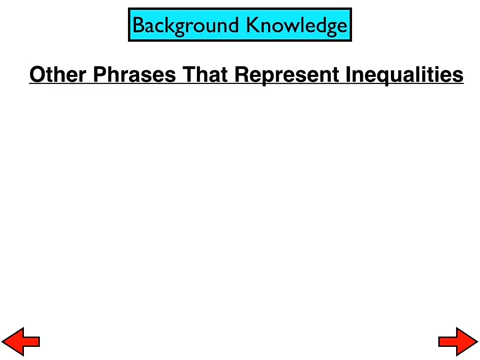 Background Knowledge
Other Phrases That Represent Inequalities